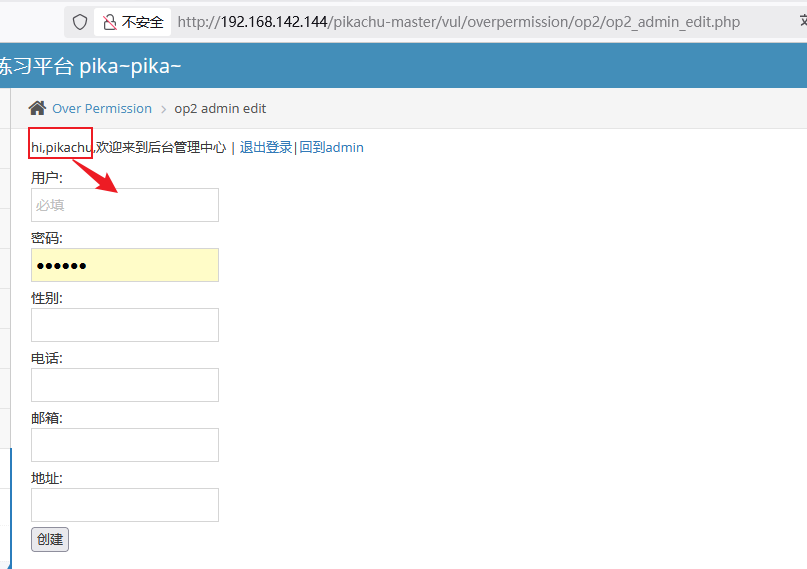 不安全 http://192.168.142.144/pikachu-master/vul/overpermission/op2/op2_admin_edit.php
练习平台 pika~pika~
Over Permission > op2 admin edit
hi,pikachu,欢迎来到后台管理中心 | 退出登录|回到admin
用户:
必填
密码:
••••••
性别:
电话:
邮箱:
地址:
创建